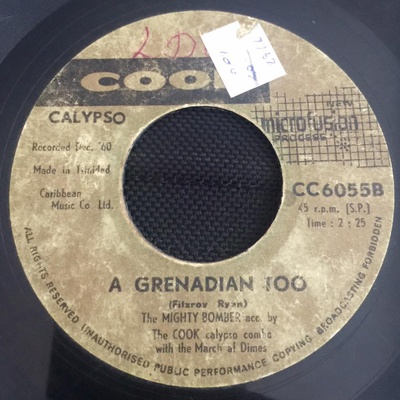 COOK
CALYPSO
NEW
microfusion
PROCESS
Recorded Dec. '60
Made in Trinidad
Caribbean
Music Co. Ltd.
CC6055B
45 r.p.m. [S.P.]
Time : 2 : 25
A GRENADIAN TOO
(Fitzroy Ryan)
The MIGHTY BOMBER acc. by
The COOK calypso combo
with the March of Dimes
ALL RIGHTS RESERVED UNAUTHORISED PUBLIC PERFORMANCE COPYING BROADCASTING FORBIDDEN